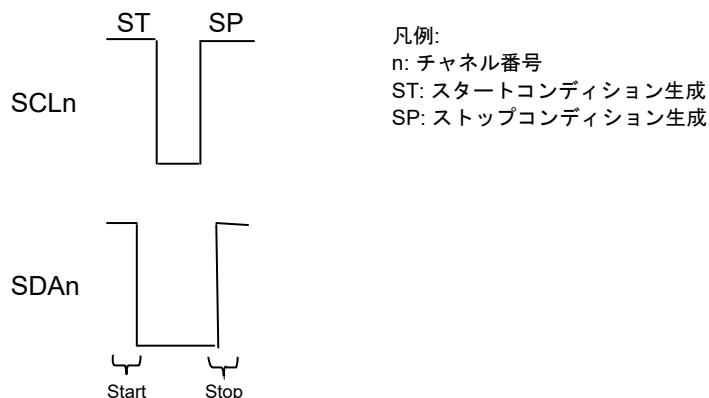 ST SP
SCLn
SDAn
Start Stop
凡例:
n: チャネル番号
ST: スタートコンディション生成
SP: ストップコンディション生成